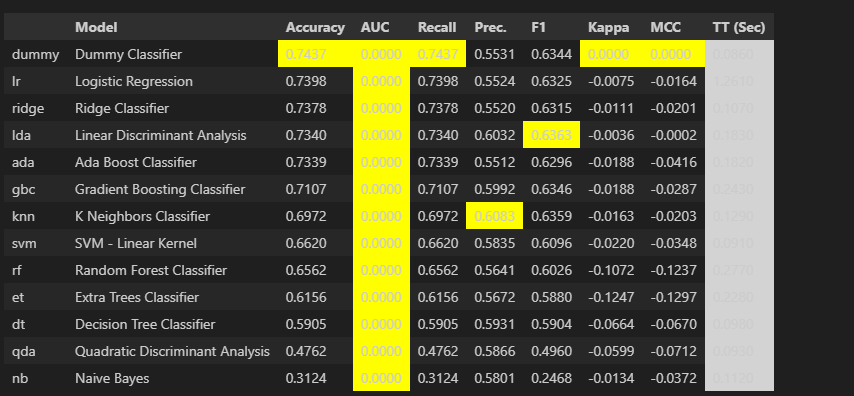 Model Accuracy AUC Recall Prec. F1 Kappa MCC TT (Sec)
dummy Dummy Classifier 0.7437 0.0000 0.7437 0.5531 0.6344 0.0000 0.0000 0.0860
lr Logistic Regression 0.7398 0.0000 0.7398 0.5524 0.6325 -0.0075 -0.0164 1.2610
ridge Ridge Classifier 0.7378 0.0000 0.7378 0.5520 0.6315 -0.0111 -0.0201 0.1870
lda Linear Discriminant Analysis 0.7340 0.0000 0.7340 0.6032 0.6363 -0.0036 -0.0002 0.1830
ada Ada Boost Classifier 0.7339 0.0000 0.7339 0.5512 0.6296 -0.0188 -0.0416 0.1620
gbc Gradient Boosting Classifier 0.7107 0.0000 0.7107 0.5992 0.6346 -0.0188 -0.0287 0.2430
knn K Neighbors Classifier 0.6972 0.0000 0.6972 0.6083 0.6359 -0.0163 -0.0203 0.1290
svm SVM - Linear Kernel 0.6620 0.0000 0.6620 0.5835 0.6096 -0.0220 -0.0348 0.0910
rf Random Forest Classifier 0.6562 0.0000 0.6562 0.5641 0.6026 -0.1072 -0.1237 0.2770
et Extra Trees Classifier 0.6156 0.0000 0.6156 0.5672 0.5880 -0.1247 -0.1297 0.2280
dt Decision Tree Classifier 0.5905 0.0000 0.5905 0.5931 0.5904 -0.0664 -0.0670 0.0980
qda Quadratic Discriminant Analysis 0.4762 0.0000 0.4762 0.5866 0.4960 -0.0599 -0.0712 0.0930
nb Naive Bayes 0.3124 0.0000 0.3124 0.5801 0.2468 -0.0134 -0.0372 0.1120